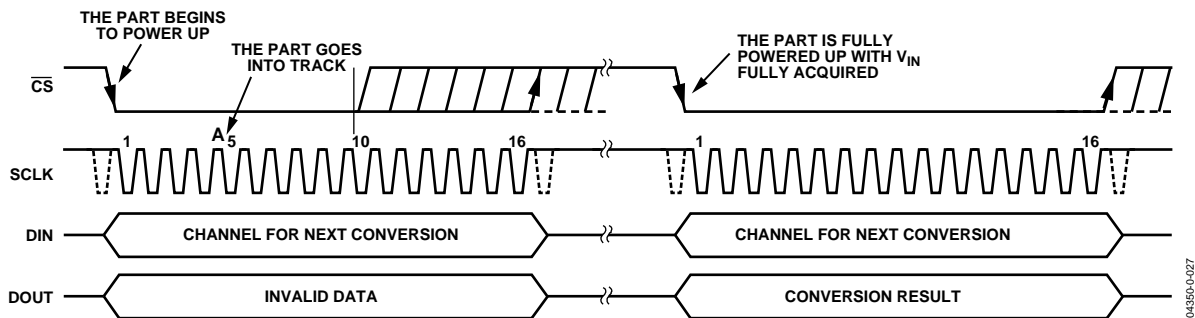 THE PART BEGINS
TO POWER UP
THE PART GOES
INTO TRACK
THE PART IS FULLY
POWERED UP WITH VIN
FULLY ACQUIRED
CS
A
1 5 10 16 1 16
SCLK
DIN CHANNEL FOR NEXT CONVERSION CHANNEL FOR NEXT CONVERSION
DOUT INVALID DATA CONVERSION RESULT
04350-0-027